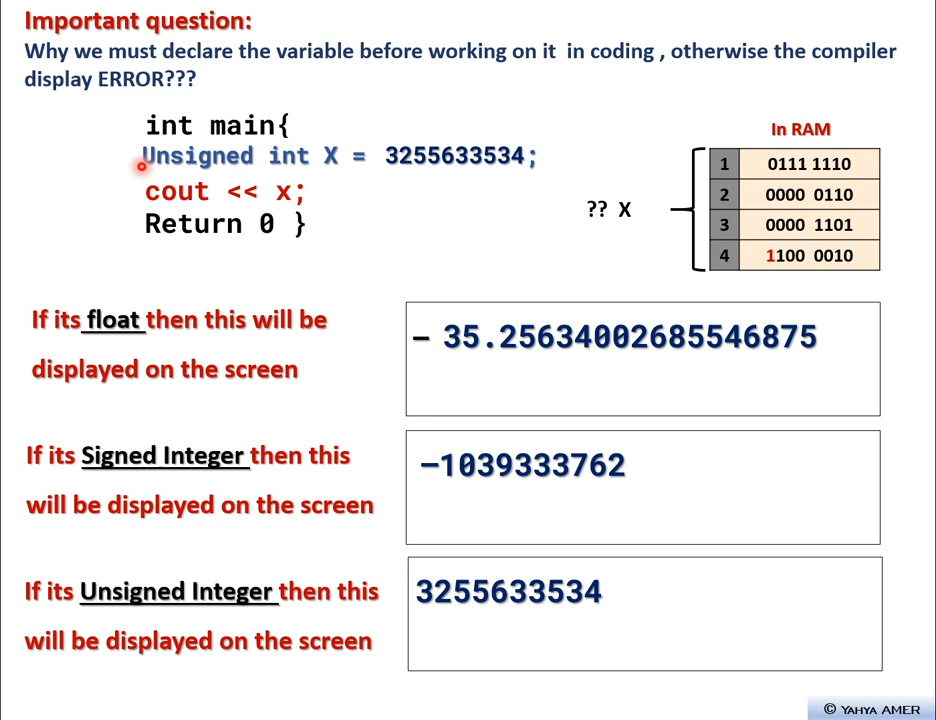 Important question:
Why we must declare the variable before working on it in coding , otherwise the compiler
display ERROR???
int main{
Unsigned int X = 3255633534;
cout << x;
Return 0 }
In RAM
1 0111 1110
2 0000 0110
3 0000 1101
4 1100 0010
?? X
If its float then this will be
displayed on the screen
– 35.25634002685546875
If its Signed Integer then this
will be displayed on the screen
–1039333762
If its Unsigned Integer then this
will be displayed on the screen
3255633534
© YAHYA AMER